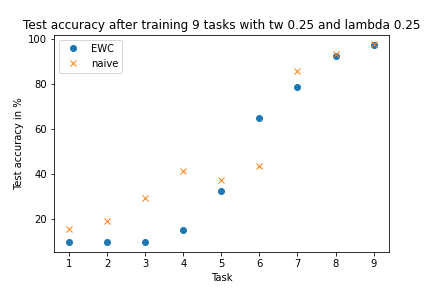 Test accuracy after training 9 tasks with tw 0.25 and lambda 0.25
100
80
60
40
20
Test accuracy in %
EWC
naive
1 2 3 4 5 6 7 8 9
Task